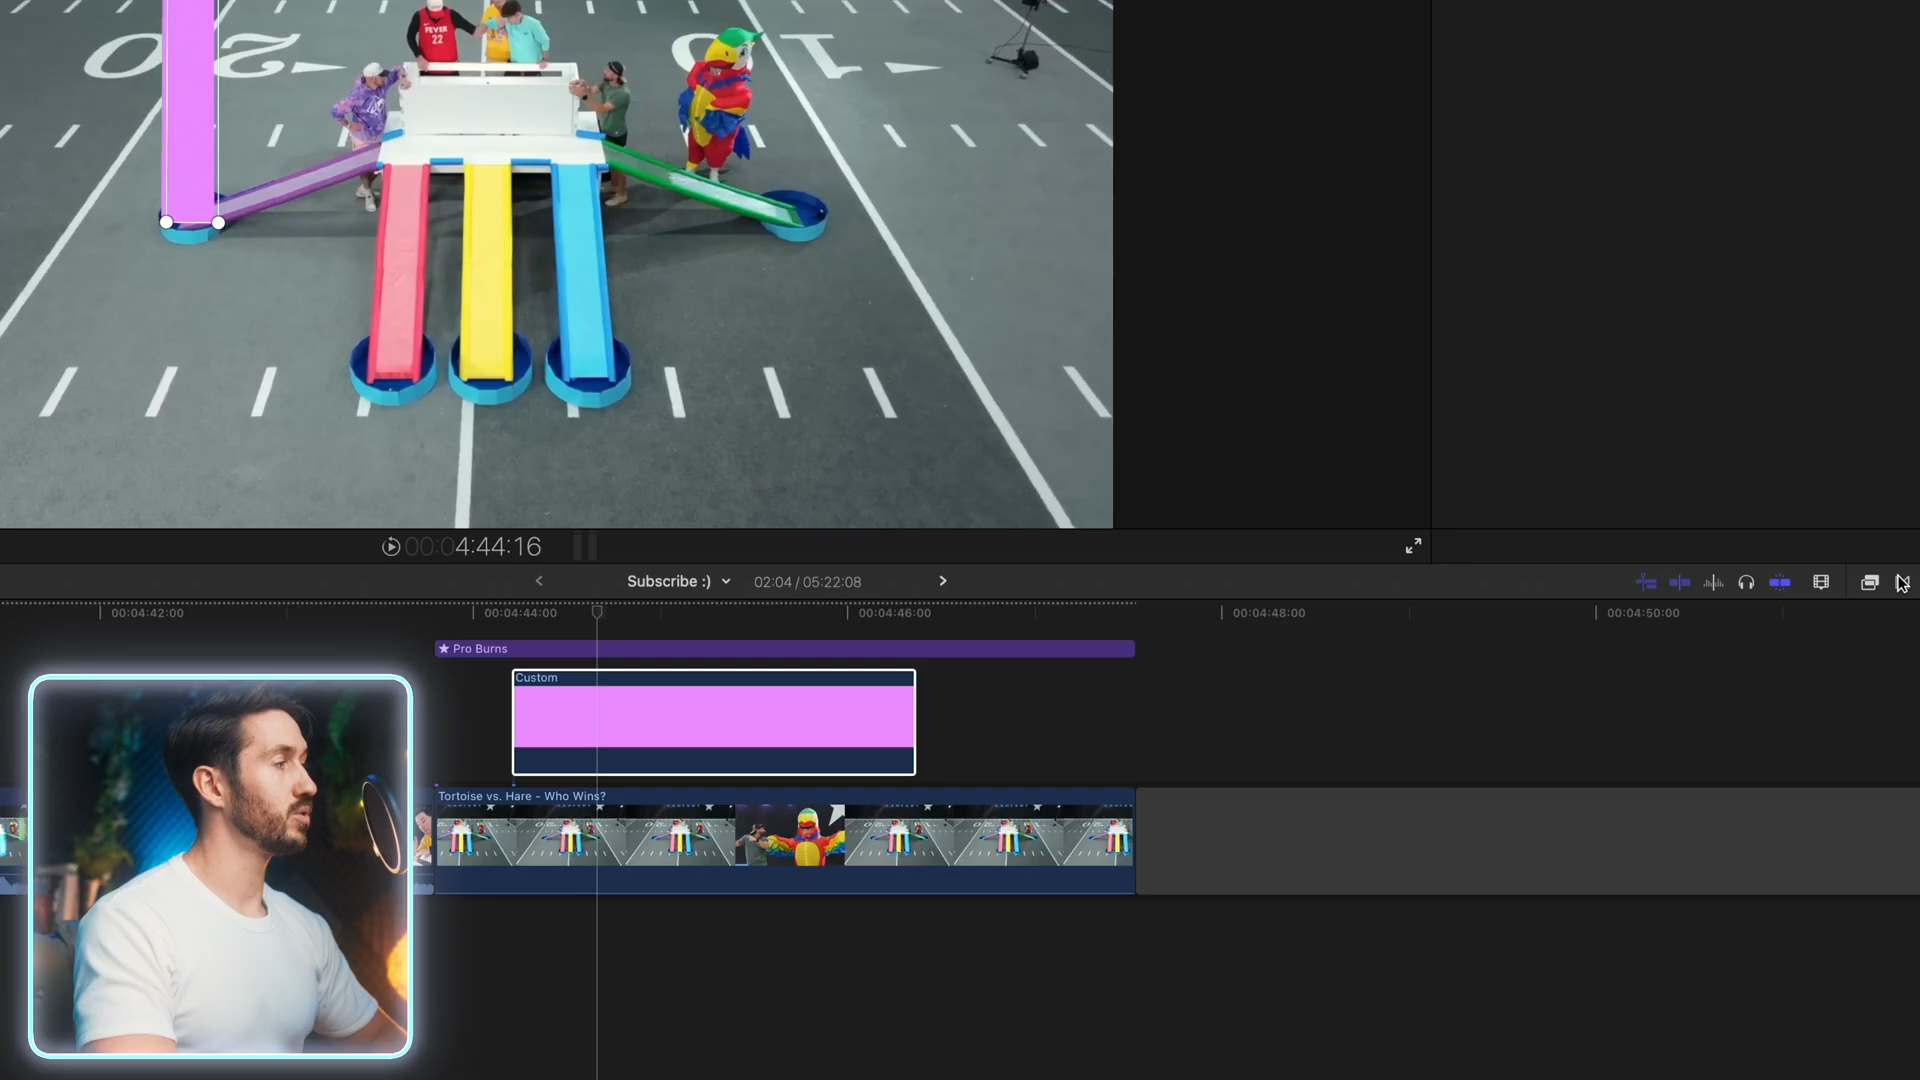 FEVER
22
20
10
00:04:44:16
Subscribe :)
02:04 / 05:22:08
00:04:42:00
00:04:44:00
00:04:46:00
00:04:48:00
00:04:50:00
Pro Burns
Custom
Tortoise vs. Hare - Who Wins?